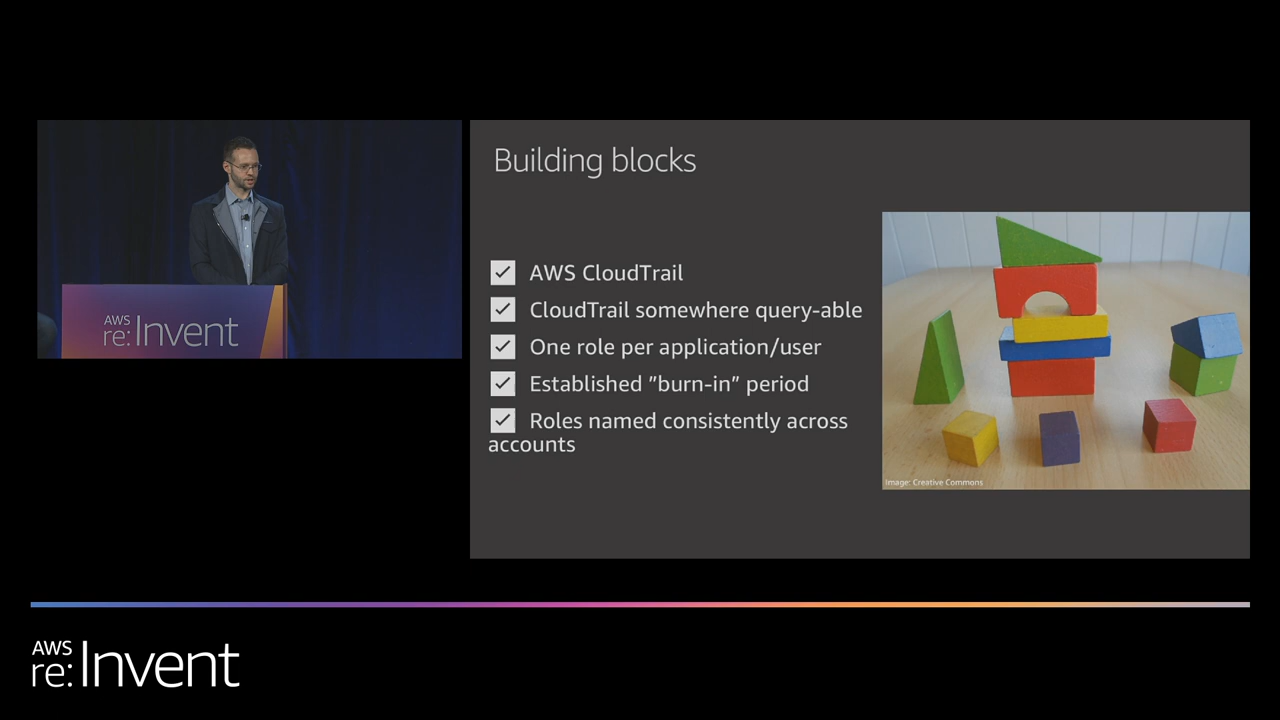 Building blocks
AWS CloudTrail
CloudTrail somewhere query-able
One role per application/user
Established "burn-in" period
Roles named consistently across
accounts
Image: Creative Commons
AWS
re:Invent
AWS
re:Invent